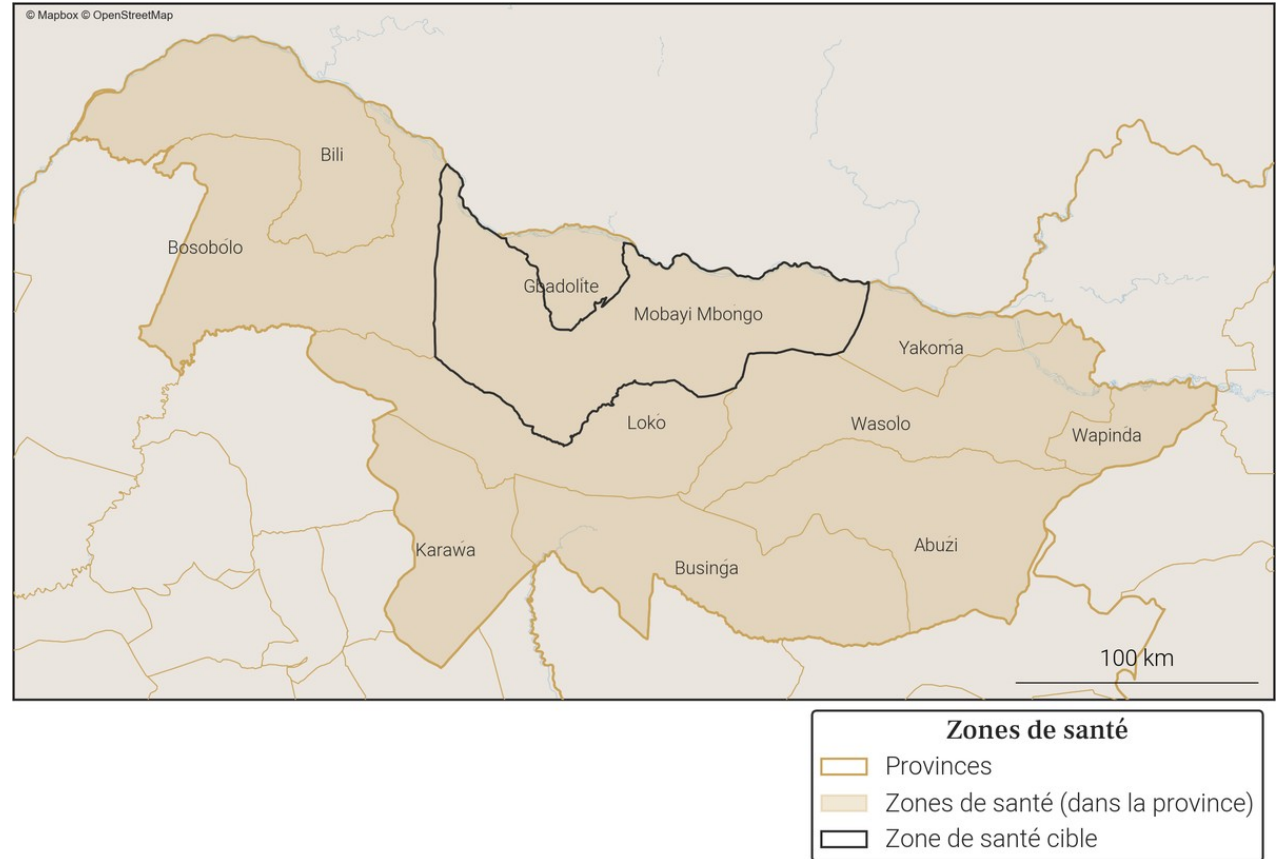 © Mapbox © OpenStreetMap
Bili
Bosobolo
Gbadolite
Mobayi Mbongo
Yakoma
Loko
Wasolo
Wapinda
Karawa
Businga
Abuzi
100 km
Zones de santé
Provinces
Zones de santé (dans la province)
Zone de santé cible